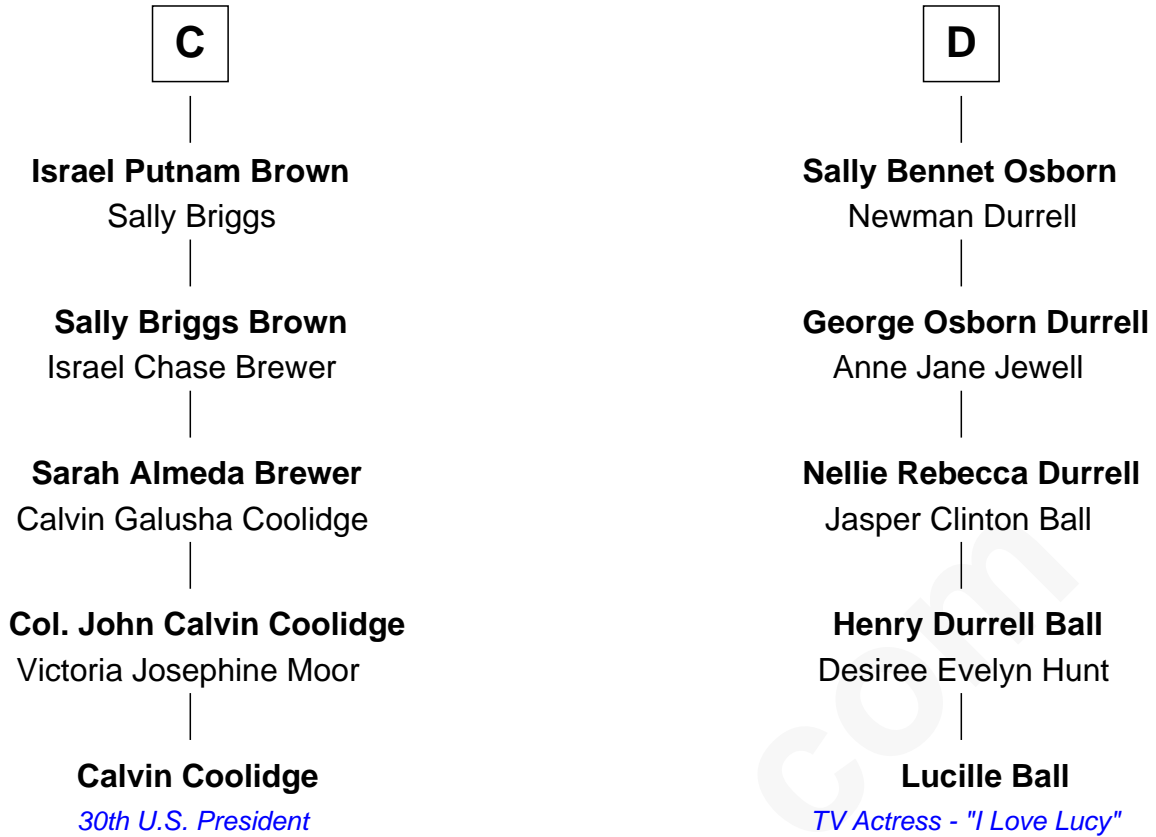 C
Israel Putnam Brown
Sally Briggs
Sally Briggs Brown
Israel Chase Brewer
Sarah Almeda Brewer
Calvin Galusha Coolidge
Col. John Calvin Coolidge
Victoria Josephine Moor
Calvin Coolidge
30th U.S. President
D
Sally Bennet Osborn
Newman Durrell
George Osborn Durrell
Anne Jane Jewell
Nellie Rebecca Durrell
Jasper Clinton Ball
Henry Durrell Ball
Desiree Evelyn Hunt
Lucille Ball
TV Actress - "I Love Lucy"
com